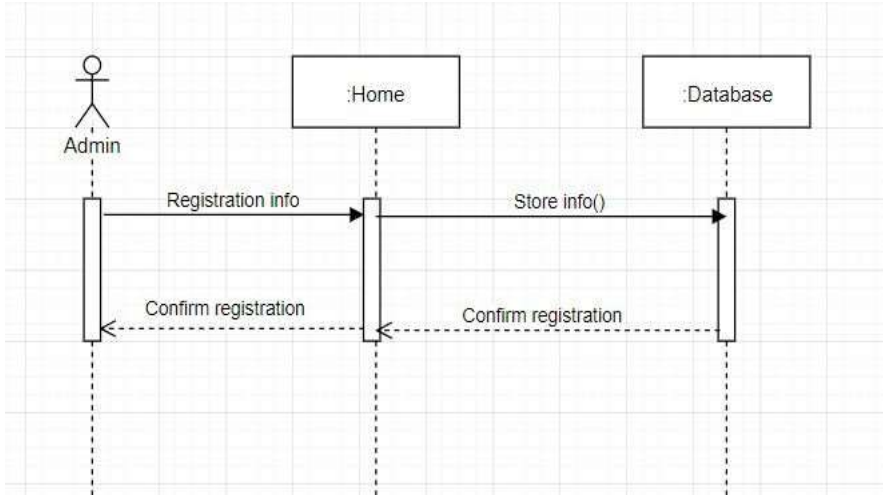 :Home
:Database
Admin
Registration info
Store info()
Confirm registration
Confirm registration